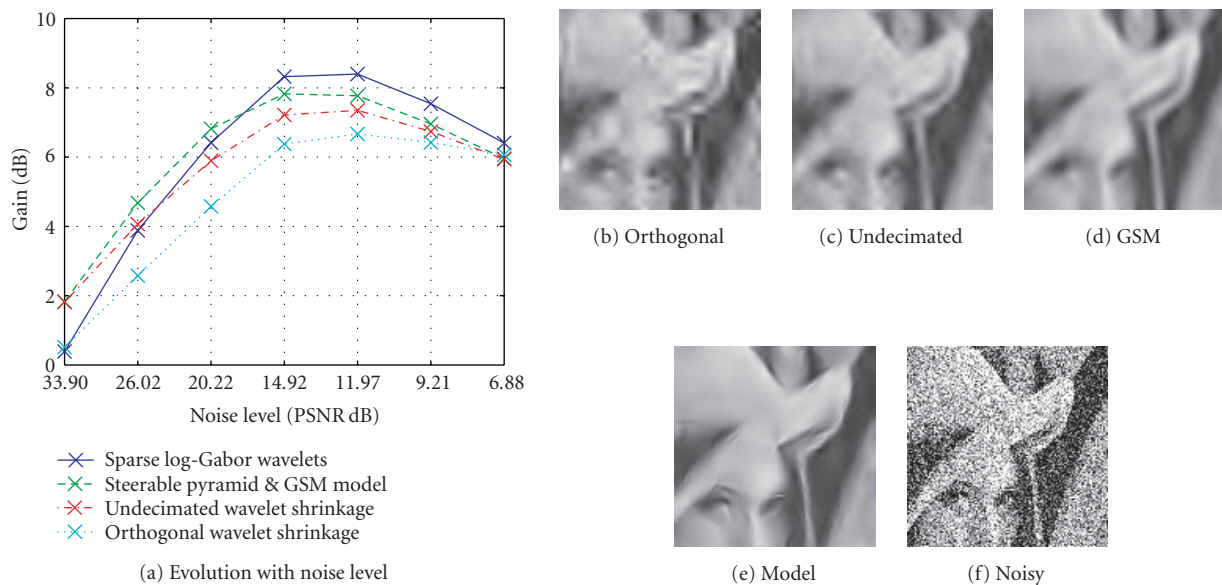 10
8
6
4
2
0
Gain (dB)
33.90 26.02 20.22 14.92 11.97 9.21 6.88
Noise level (PSNR dB)
Sparse log-Gabor wavelets
Steerable pyramid & GSM model
Undecimated wavelet shrinkage
Orthogonal wavelet shrinkage
(a) Evolution with noise level
(b) Orthogonal
(c) Undecimated
(d) GSM
(e) Model
(f) Noisy